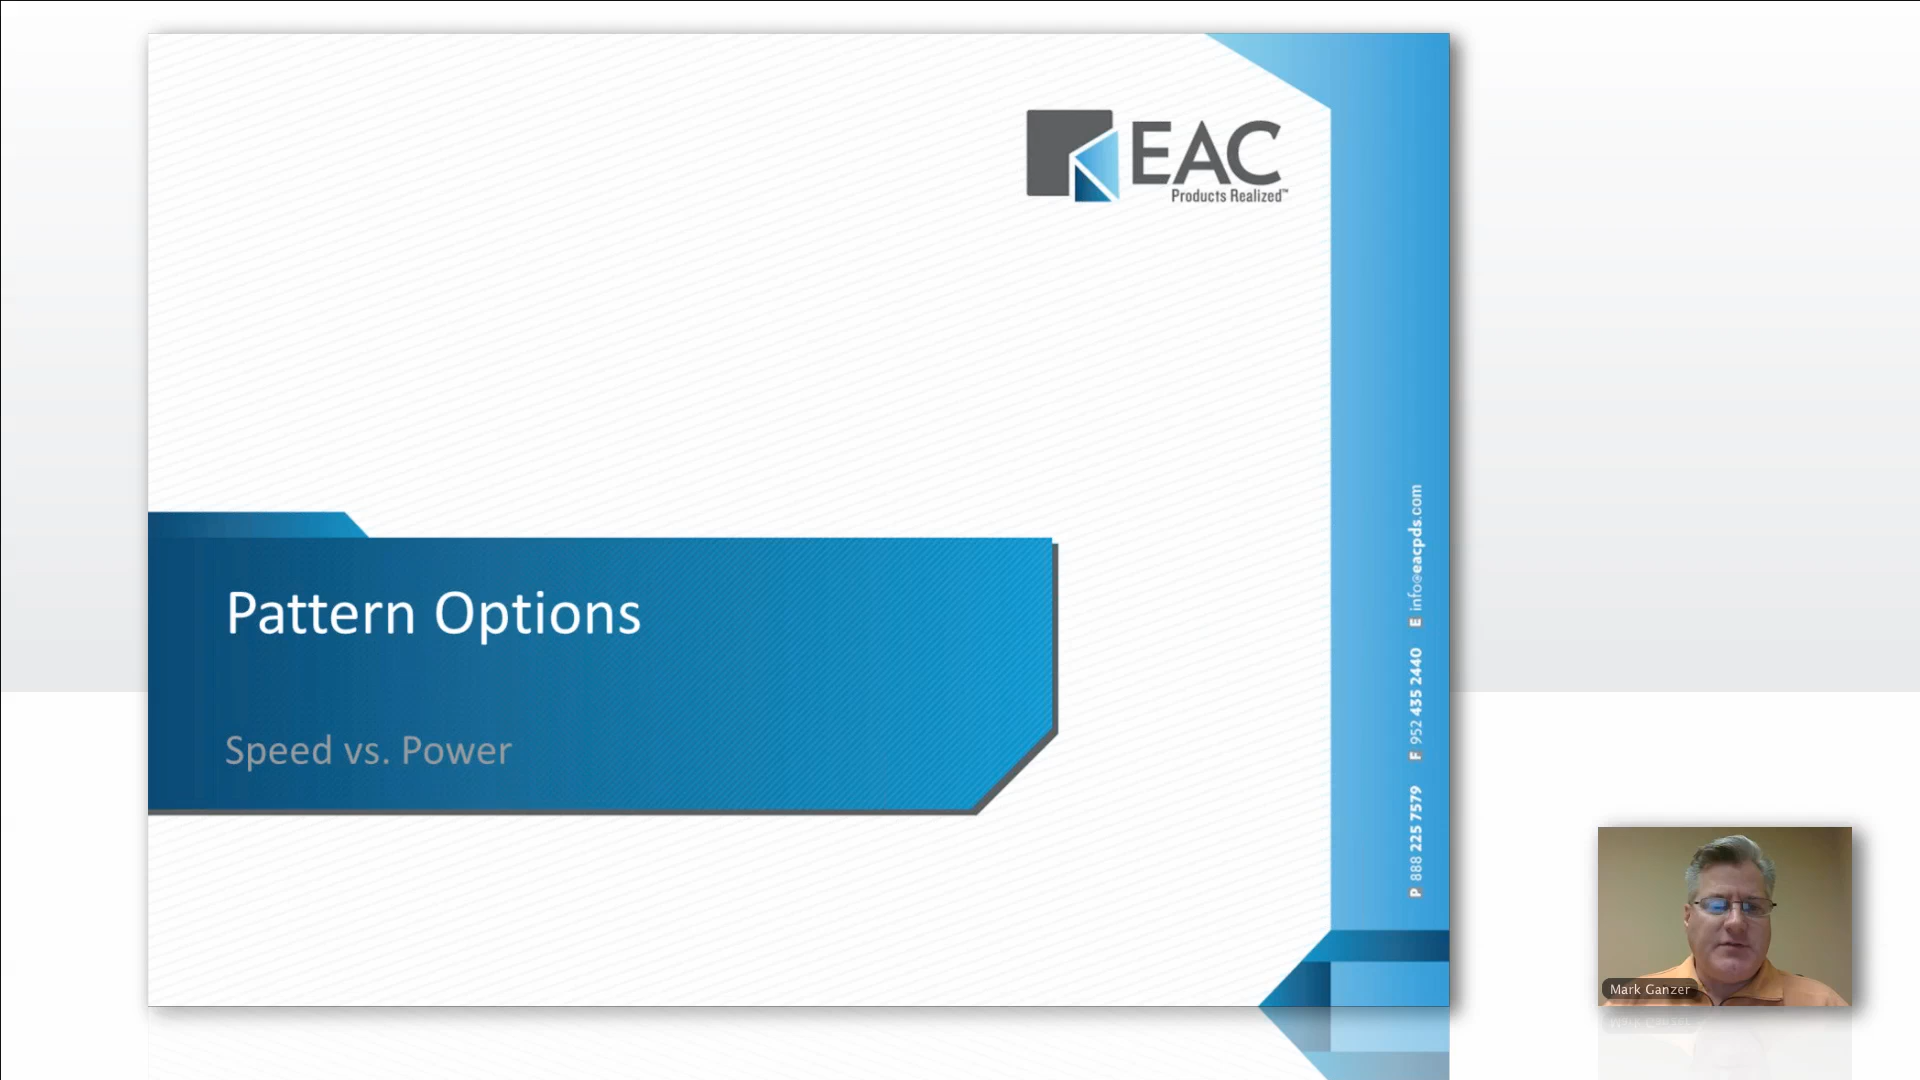 EAC
Products Realized™
Pattern Options
Speed vs. Power
P 888 225 7579 F 952 435 2440 E info@eacpds.com
Mark Ganzer